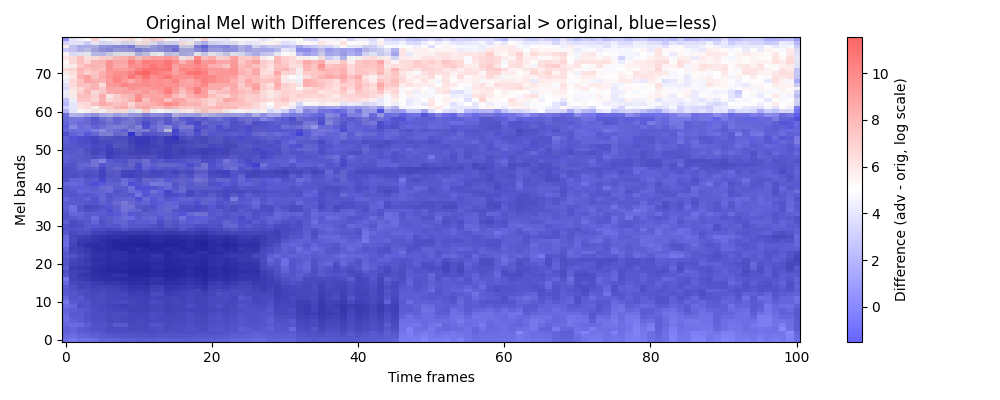 Original Mel with Differences (red=adversarial > original, blue=less)
Mel bands
70
60
50
40
30
20
10
0
0 20 40 60 80 100
Time frames
10
8
6
4
2
0
Difference (adv - orig, log scale)